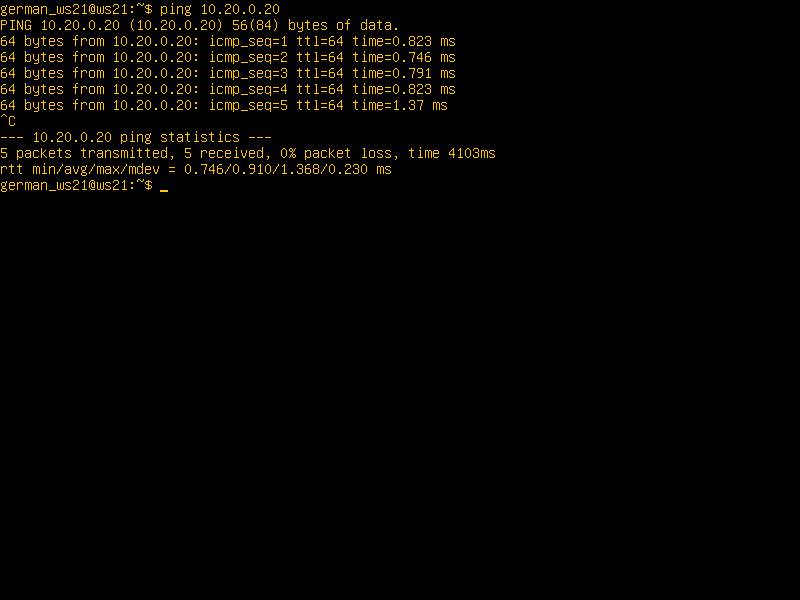 german_ws21@ws21:~$ ping 10.20.0.20
PING 10.20.0.20 (10.20.0.20) 56(84) bytes of data.
64 bytes from 10.20.0.20: icmp_seq=1 ttl=64 time=0.823 ms
64 bytes from 10.20.0.20: icmp_seq=2 ttl=64 time=0.746 ms
64 bytes from 10.20.0.20: icmp_seq=3 ttl=64 time=0.791 ms
64 bytes from 10.20.0.20: icmp_seq=4 ttl=64 time=0.823 ms
64 bytes from 10.20.0.20: icmp_seq=5 ttl=64 time=1.37 ms
^C
--- 10.20.0.20 ping statistics ---
5 packets transmitted, 5 received, 0% packet loss, time 4103ms
rtt min/avg/max/mdev = 0.746/0.910/1.368/0.230 ms
german_ws21@ws21:~$ _